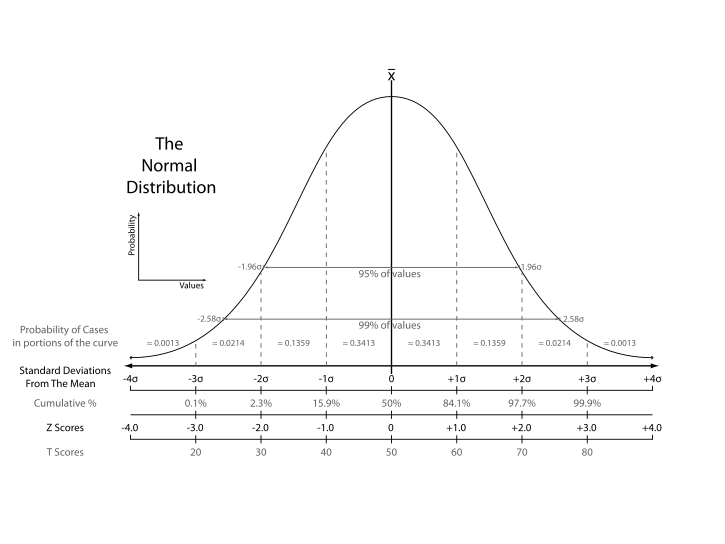 X̅
The
Normal
Distribution
Probability
Values
-1.96σ 1.96σ
95% of values
-2.58σ 2.58σ
99% of values
Probability of Cases
in portions of the curve
≈ 0.0013 ≈ 0.0214 ≈ 0.1359 ≈ 0.3413 ≈ 0.3413 ≈ 0.1359 ≈ 0.0214 ≈ 0.0013
Standard Deviations
From The Mean
-4σ -3σ -2σ -1σ 0 +1σ +2σ +3σ +4σ
Cumulative % 0.1% 2.3% 15.9% 50% 84.1% 97.7% 99.9%
Z Scores -4.0 -3.0 -2.0 -1.0 0 +1.0 +2.0 +3.0 +4.0
T Scores 20 30 40 50 60 70 80